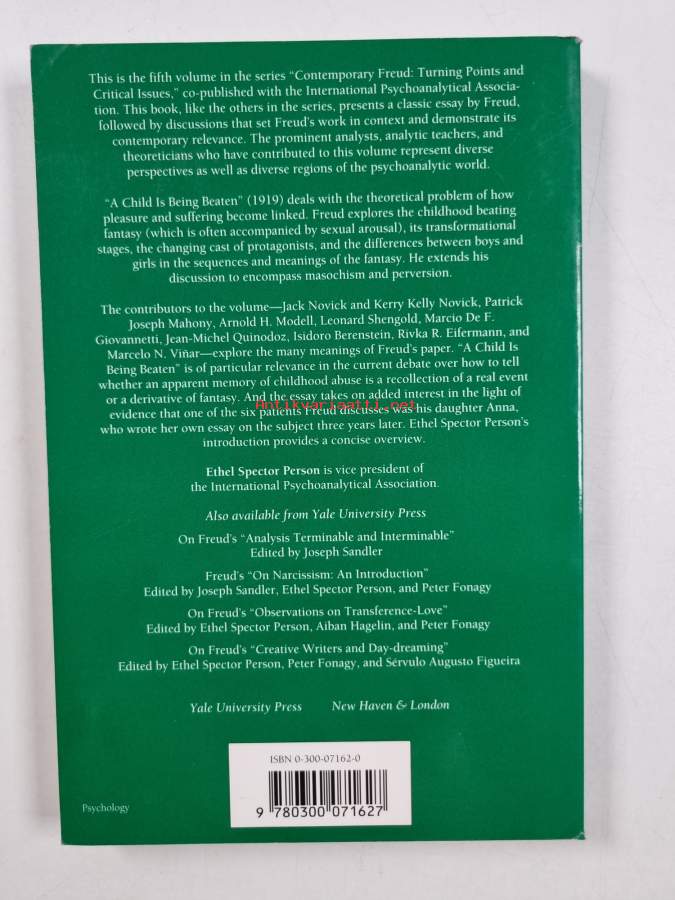 This is the fifth volume in the series “Contemporary Freud: Turning Points and
Critical Issues,” co-published with the International Psychoanalytical Associa-
tion. This book, like the others in the series, presents a classic essay by Freud,
followed by discussions that set Freud’s work in context and demonstrate its
contemporary relevance. The prominent analysts, analytic teachers, and
theoreticians who have contributed to this volume represent diverse
perspectives as well as diverse regions of the psychoanalytic world.
“A Child Is Being Beaten” (1919) deals with the theoretical problem of how
pleasure and suffering become linked. Freud explores the childhood beating
fantasy (which is often accompanied by sexual arousal), its transformational
stages, the changing cast of protagonists, and the differences between boys and
girls in the sequences and meanings of the fantasy. He extends his
discussion to encompass masochism and perversion.
The contributors to the volume—Jack Novick and Kerry Kelly Novick, Patrick
Joseph Mahony, Arnold H. Modell, Leonard Shengold, Marcio De F.
Giovannetti, Jean-Michel Quinodoz, Isidoro Berenstein, Rivka R. Eifermann, and
Marcelo N. Viñar—explore the many meanings of Freud’s paper. “A Child Is
Being Beaten” is of particular relevance in the current debate over how to tell
whether an apparent memory of childhood abuse is a recollection of a real event
or a derivative of fantasy. And the essay takes on added interest in the light of
Antikvariaatti.net
evidence that one of the six patients Freud discusses was his daughter Anna,
who wrote her own essay on the subject three years later. Ethel Spector Person’s
introduction provides a concise overview.
Ethel Spector Person is vice president of
the International Psychoanalytical Association.
Also available from Yale University Press
On Freud’s “Analysis Terminable and Interminable”
Edited by Joseph Sandler
Freud’s “On Narcissism: An Introduction”
Edited by Joseph Sandler, Ethel Spector Person, and Peter Fonagy
On Freud’s “Observations on Transference-Love”
Edited by Ethel Spector Person, Aiban Hagelin, and Peter Fonagy
On Freud’s “Creative Writers and Day-dreaming”
Edited by Ethel Spector Person, Peter Fonagy, and Sérvulo Augusto Figueira
Yale University Press New Haven & London
ISBN 0-300-07162-0
9 780300 071627
Psychology